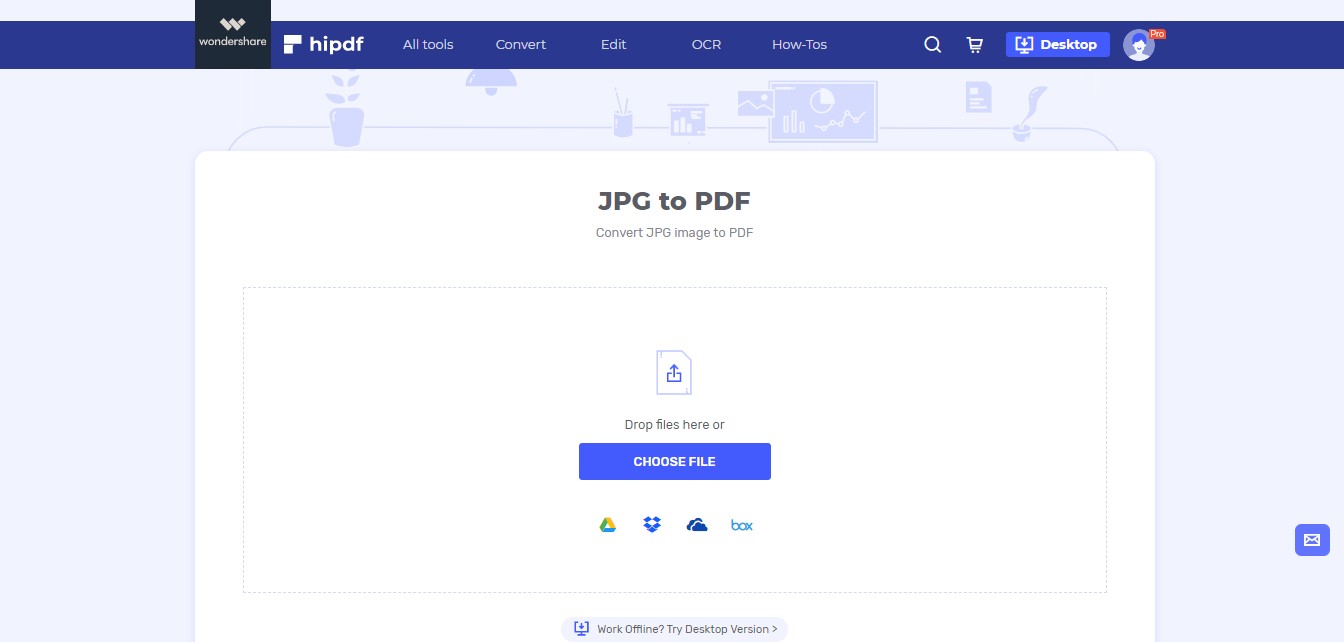 wondershare
hipdf
All tools
Convert
Edit
OCR
How-Tos
Desktop
Pro
JPG to PDF
Convert JPG image to PDF
Drop files here or
CHOOSE FILE
box
Work Offline? Try Desktop Version >